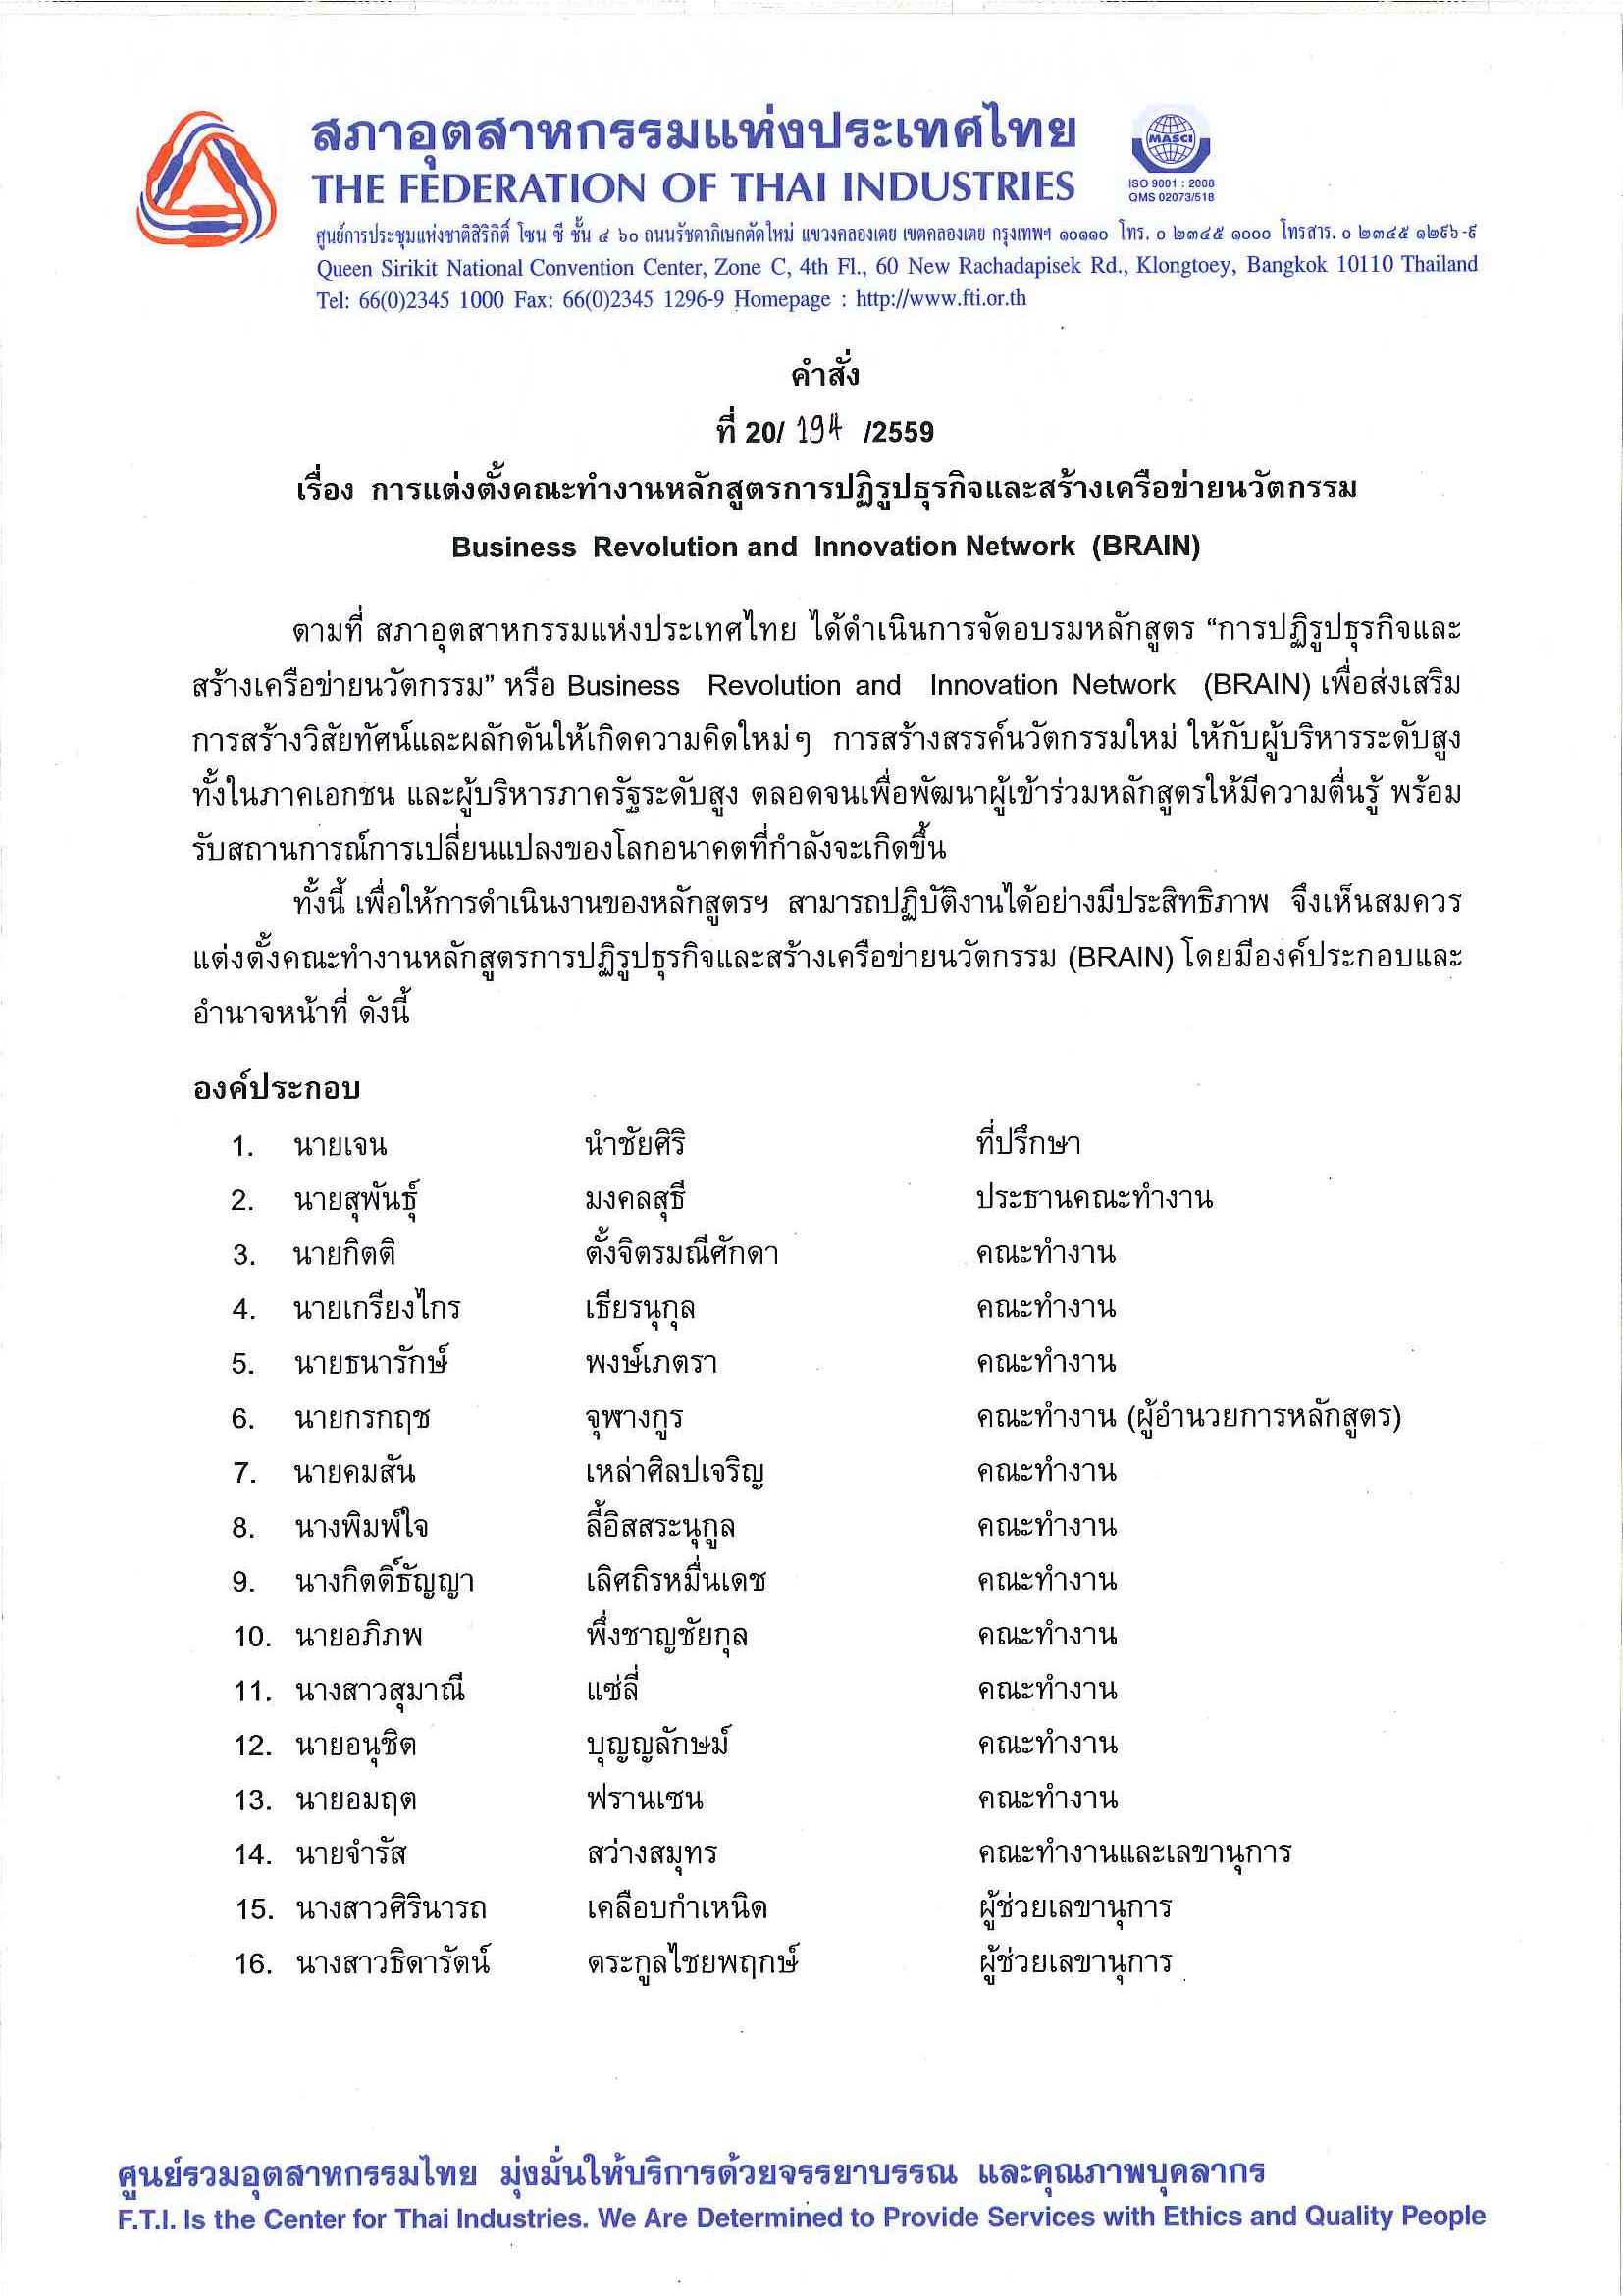 สภาอุตสาหกรรมแห่งประเทศไทย
THE FEDERATION OF THAI INDUSTRIES
MASCI
ISO 9001 : 2008
QMS 02073/518
ศูนย์การประชุมแห่งชาติสิริกิติ์ โซน ซี ชั้น ๔ ๖๐ ถนนรัชดาภิเษกตัดใหม่ แขวงคลองเตย เขตคลองเตย กรุงเทพฯ ๑๐๑๑๐ โทร. ๐ ๒๓๔๕ ๑๐๐๐ โทรสาร. ๐ ๒๓๔๕ ๑๒๙๖-๙
Queen Sirikit National Convention Center, Zone C, 4th Fl., 60 New Rachadapisek Rd., Klongtoey, Bangkok 10110 Thailand
Tel: 66(0)2345 1000 Fax: 66(0)2345 1296-9 Homepage : http://www.fti.or.th
คำสั่ง
ที่ 20/ 194 /2559
เรื่อง การแต่งตั้งคณะทำงานหลักสูตรการปฏิรูปธุรกิจและสร้างเครือข่ายนวัตกรรม
Business Revolution and Innovation Network (BRAIN)
ตามที่ สภาอุตสาหกรรมแห่งประเทศไทย ได้ดำเนินการจัดอบรมหลักสูตร “การปฏิรูปธุรกิจและ
สร้างเครือข่ายนวัตกรรม” หรือ Business Revolution and Innovation Network (BRAIN) เพื่อส่งเสริม
การสร้างวิสัยทัศน์และผลักดันให้เกิดความคิดใหม่ๆ การสร้างสรรค์นวัตกรรมใหม่ ให้กับผู้บริหารระดับสูง
ทั้งในภาคเอกชน และผู้บริหารภาครัฐระดับสูง ตลอดจนเพื่อพัฒนาผู้เข้าร่วมหลักสูตรให้มีความตื่นรู้ พร้อม
รับสถานการณ์การเปลี่ยนแปลงของโลกอนาคตที่กำลังจะเกิดขึ้น
ทั้งนี้ เพื่อให้การดำเนินงานของหลักสูตรฯ สามารถปฏิบัติงานได้อย่างมีประสิทธิภาพ จึงเห็นสมควร
แต่งตั้งคณะทำงานหลักสูตรการปฏิรูปธุรกิจและสร้างเครือข่ายนวัตกรรม (BRAIN) โดยมีองค์ประกอบและ
อำนาจหน้าที่ ดังนี้
องค์ประกอบ
1. นายเจน นำชัยศิริ ที่ปรึกษา
2. นายสุพันธุ์ มงคลสุธี ประธานคณะทำงาน
3. นายกิตติ ตั้งจิตรมณีศักดา คณะทำงาน
4. นายเกรียงไกร เธียรนุกุล คณะทำงาน
5. นายธนารักษ์ พงษ์เภตรา คณะทำงาน
6. นายกรกฤช จุฬางกูร คณะทำงาน (ผู้อำนวยการหลักสูตร)
7. นายคมสัน เหล่าศิลปเจริญ คณะทำงาน
8. นางพิมพ์ใจ ลี้อิสสระนุกูล คณะทำงาน
9. นางกิตติ์ธัญญา เลิศถิรหมื่นเดช คณะทำงาน
10. นายอภิภพ พึ่งชาญชัยกุล คณะทำงาน
11. นางสาวสุมาณี แซ่ลี่ คณะทำงาน
12. นายอนุชิต บุญญลักษม์ คณะทำงาน
13. นายอมฤต ฟรานเซน คณะทำงาน
14. นายจำรัส สว่างสมุทร คณะทำงานและเลขานุการ
15. นางสาวศิรินารถ เคลือบกำเหนิด ผู้ช่วยเลขานุการ
16. นางสาวธิดารัตน์ ตระกูลไชยพฤกษ์ ผู้ช่วยเลขานุการ
ศูนย์รวมอุตสาหกรรมไทย มุ่งมั่นให้บริการด้วยจรรยาบรรณ และคุณภาพบุคลากร
F.T.I. Is the Center for Thai Industries. We Are Determined to Provide Services with Ethics and Quality People